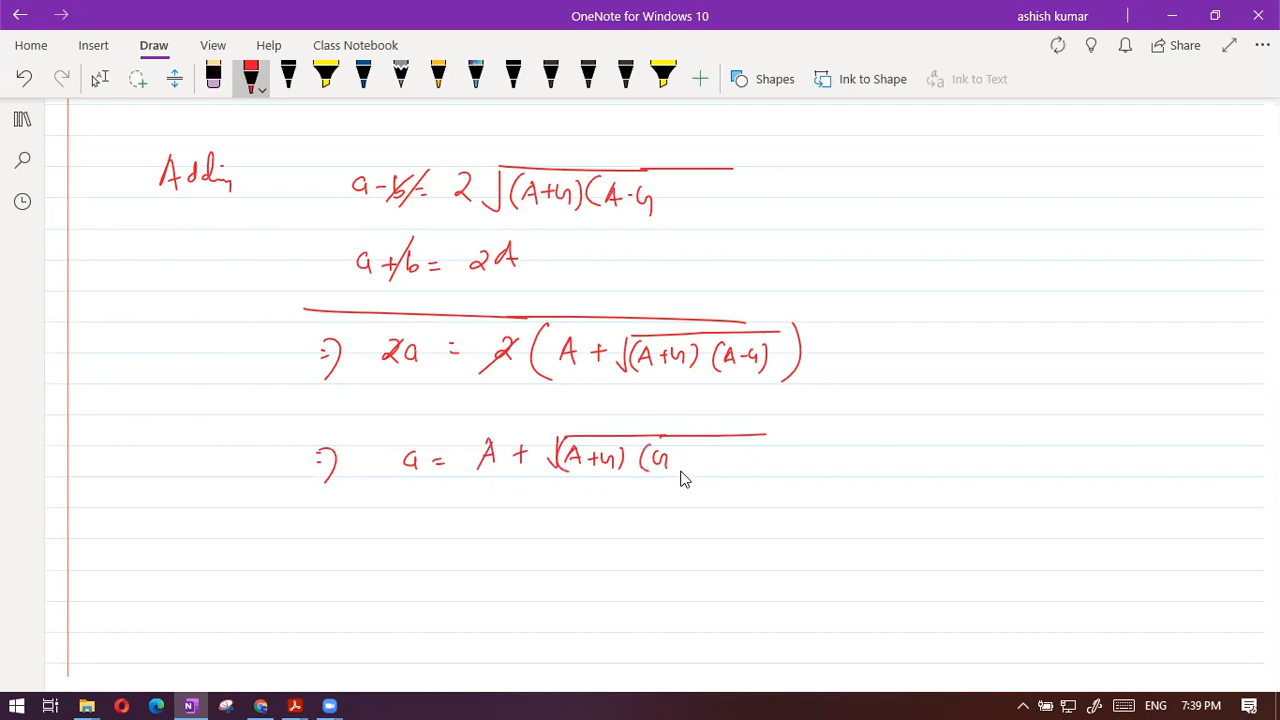 OneNote for Windows 10
ashish kumar
Home Insert Draw View Help Class Notebook
Share
Shapes Ink to Shape Ink to Text
Adding a - b = 2 √(A+G)(A-G
a + b = 2A
=) 2a = 2 (A + √(A+G) (A-G))
=) a = A + √(A+G) (G
ENG 7:39 PM